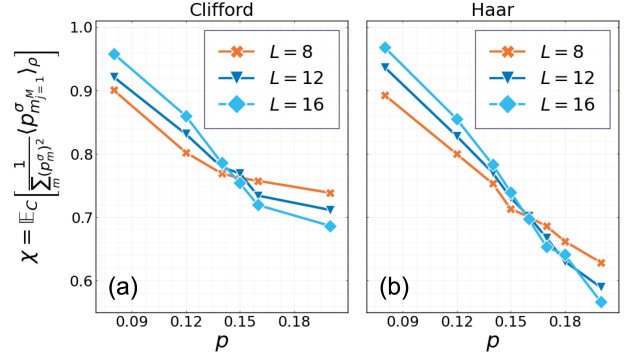 Clifford
Haar
χ = 𝔼_C [ 1 / Σ_m (p_m^σ)^2 ⟨p^σ_{m_{j=1}^M}⟩_ρ ]
1.0
0.9
0.8
0.7
0.6
L = 8
L = 12
L = 16
(a)
L = 8
L = 12
L = 16
(b)
0.09 0.12 0.15 0.18
0.09 0.12 0.15 0.18
p
p